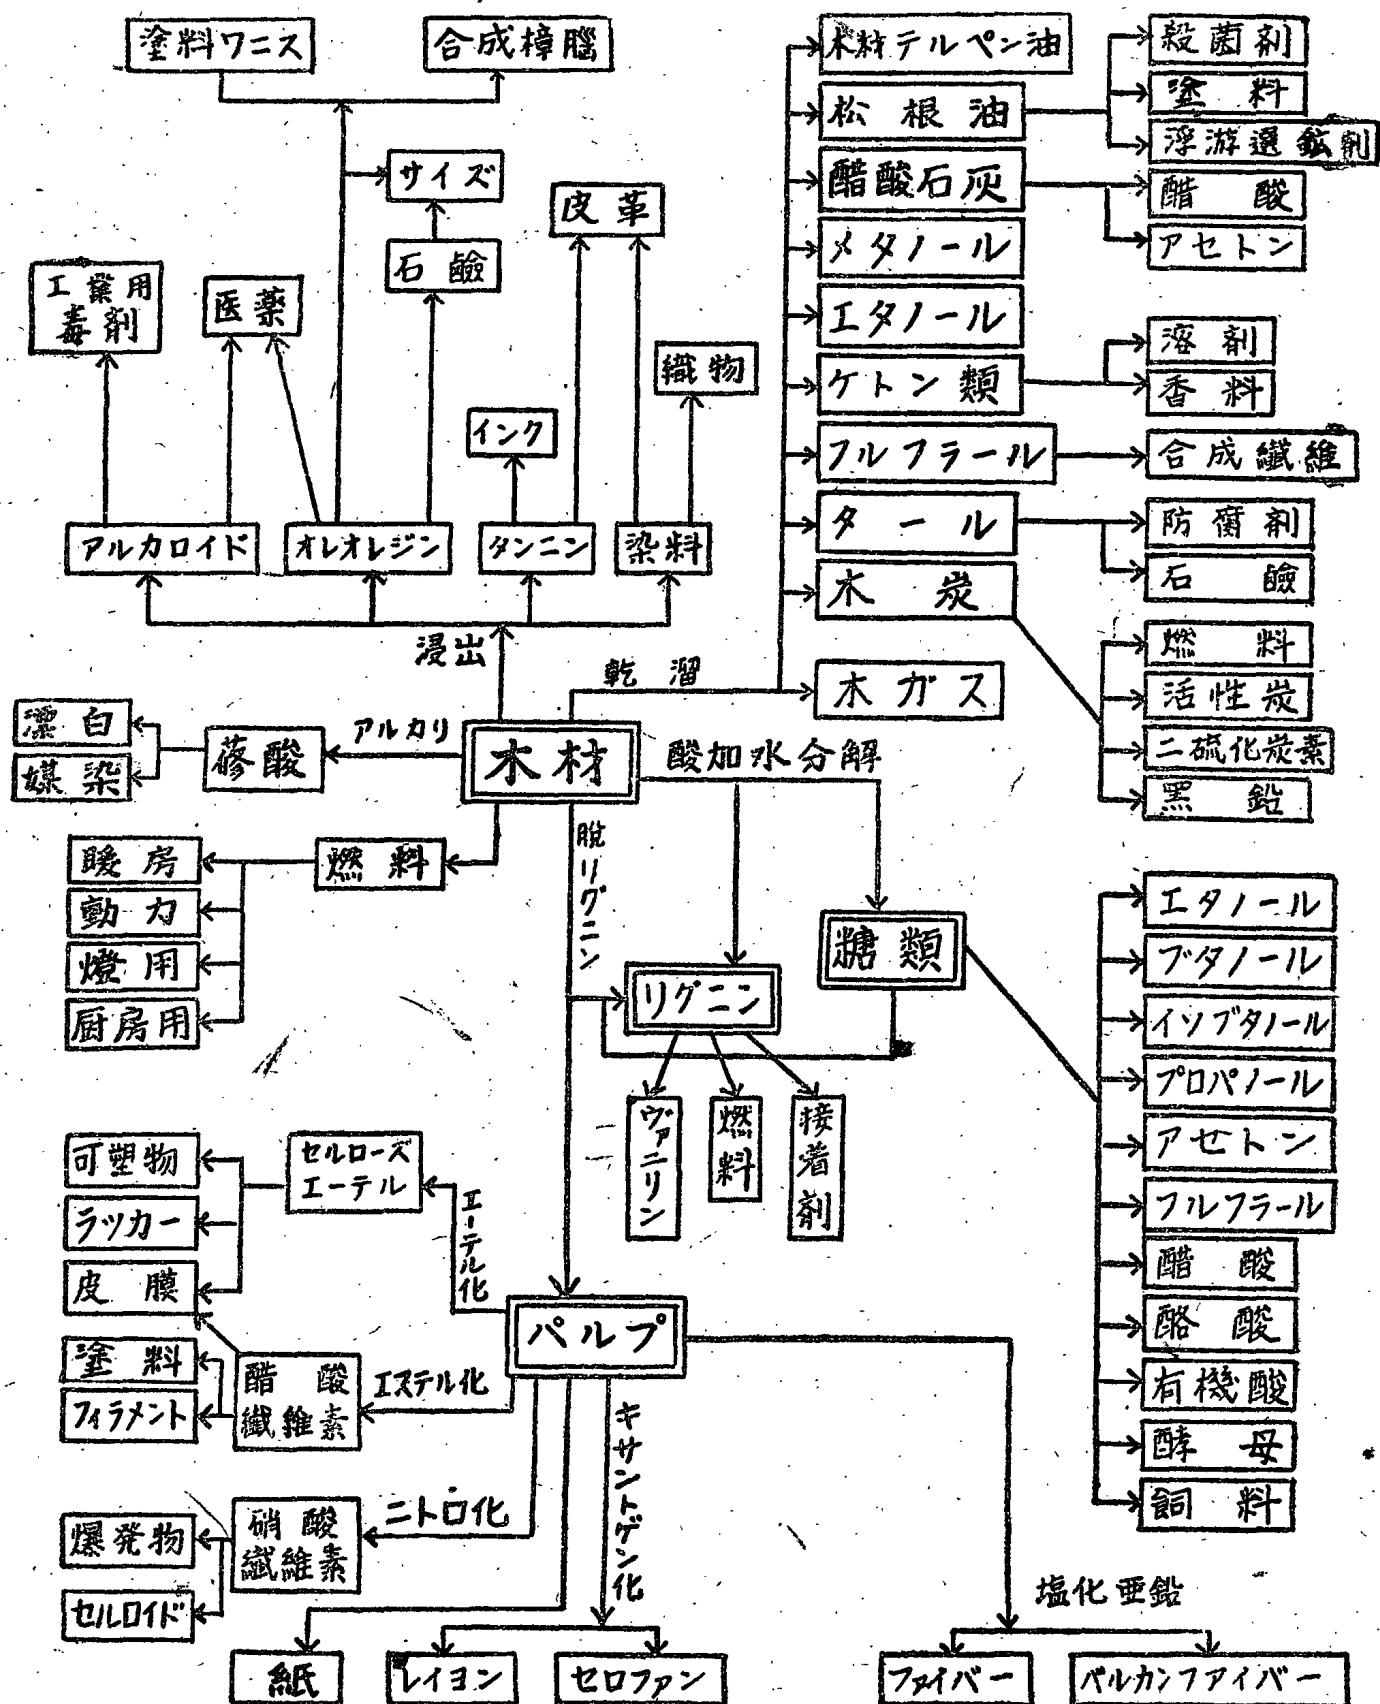 塗料ワニス
合成樟脳
サイズ
石鹼
皮革
工業用
毒剤
医薬
織物
インク
アルカロイド
オレオレジン
タンニン
染料
浸出
乾溜
木材テルペン油
松根油
醋酸石灰
メタノール
エタノール
ケトン類
フルフラール
タール
木炭
木ガス
殺菌剤
塗料
浮游選鉱剤
醋酸
アセトン
溶剤
香料
合成繊維
防腐剤
石鹼
燃料
活性炭
二硫化炭素
黒鉛
漂白
媒染
蓚酸
アルカリ
木材
酸加水分解
暖房
動力
燈用
厨房用
燃料
脱リグニン
リグニン
糖類
ヴァニリン
燃料
接着剤
エタノール
ブタノール
イソブタノール
プロパノール
アセトン
フルフラール
醋酸
酪酸
有機酸
酵母
飼料
可塑物
ラッカー
皮膜
塗料
フィラメント
セルローズ
エーテル
エーテル化
パルプ
醋酸
繊維素
エステル化
爆発物
セルロイド
硝酸
繊維素
ニトロ化
キサントゲン化
塩化亜鉛
紙
レイヨン
セロファン
ファイバー
バルカンファイバー